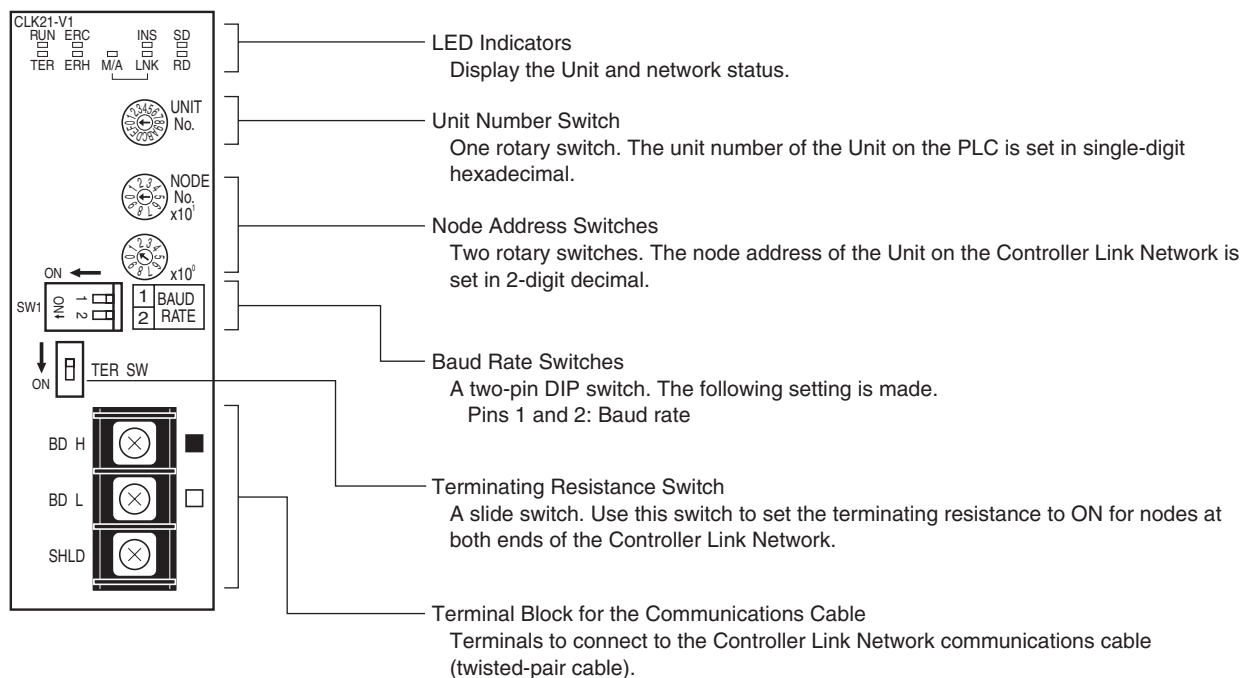 CLK21-V1
RUN ERC INS SD
TER ERH M/A LNK RD
UNIT
No.
NODE
No.
x10¹
x10⁰
ON
SW1
ON
1
2
1 BAUD
2 RATE
ON
TER SW
BD H
BD L
SHLD
LED Indicators
Display the Unit and network status.
Unit Number Switch
One rotary switch. The unit number of the Unit on the PLC is set in single-digit
hexadecimal.
Node Address Switches
Two rotary switches. The node address of the Unit on the Controller Link Network is
set in 2-digit decimal.
Baud Rate Switches
A two-pin DIP switch. The following setting is made.
Pins 1 and 2: Baud rate
Terminating Resistance Switch
A slide switch. Use this switch to set the terminating resistance to ON for nodes at
both ends of the Controller Link Network.
Terminal Block for the Communications Cable
Terminals to connect to the Controller Link Network communications cable
(twisted-pair cable).